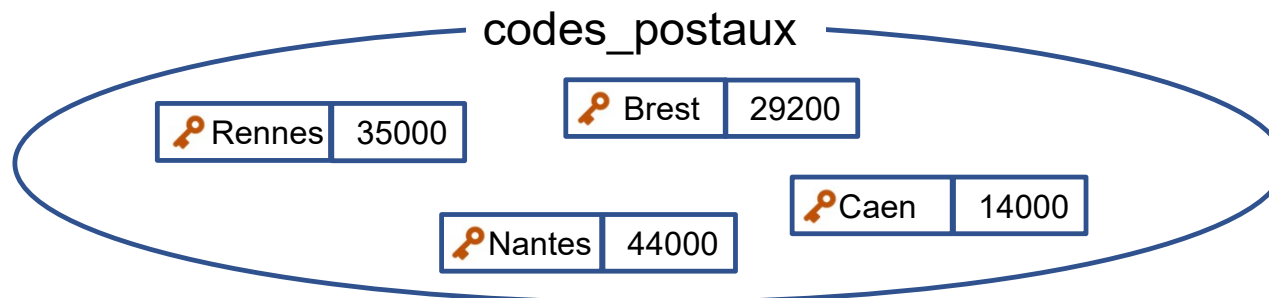 codes_postaux
Brest 29200
Rennes 35000
Caen 14000
Nantes 44000